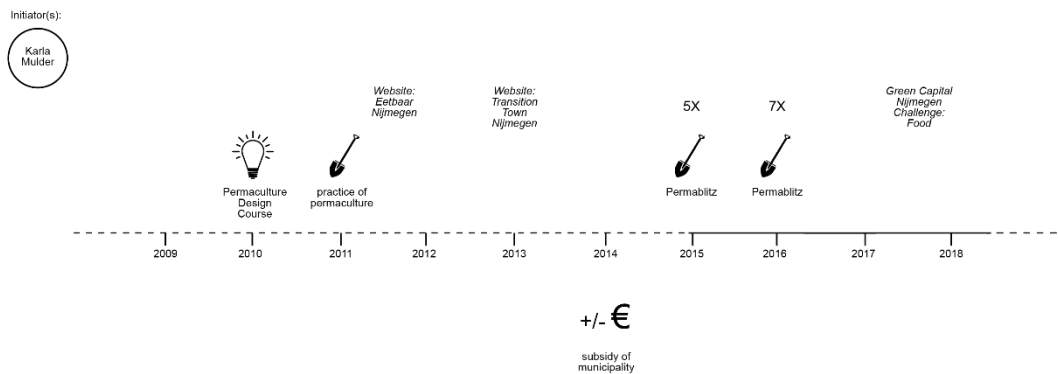 Initiator(s):
Karla
Mulder
Website:
Eetbaar
Nijmegen
Website:
Transition
Town
Nijmegen
5X
7X
Green Capital
Nijmegen
Challenge:
Food
Permaculture
Design
Course
practice of
permaculture
Permablitz
Permablitz
2009
2010
2011
2012
2013
2014
2015
2016
2017
2018
+/- €
subsidy of
municipality